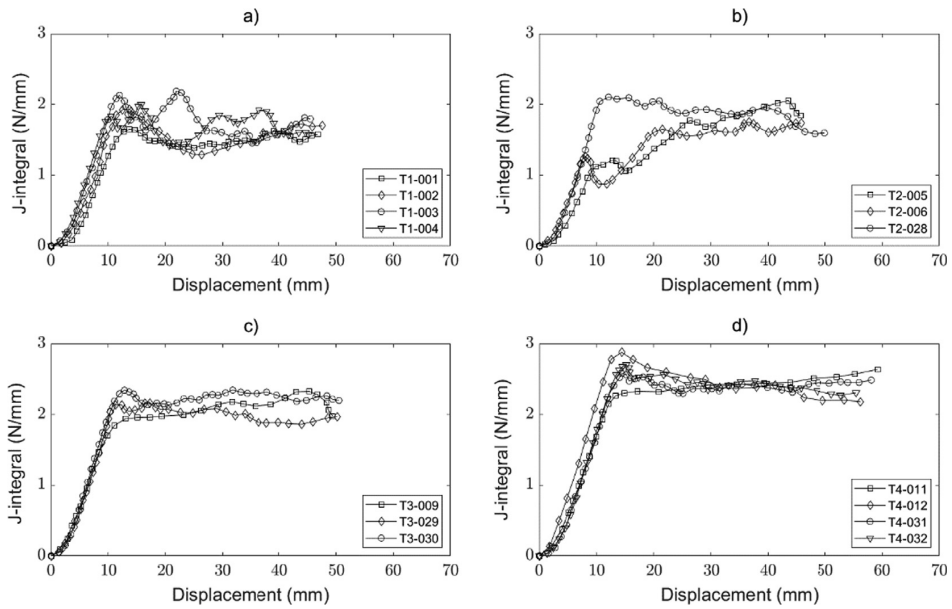 a)
3
2
1
0
J-integral (N/mm)
0 10 20 30 40 50 60 70
Displacement (mm)
T1-001
T1-002
T1-003
T1-004
b)
3
2
1
0
J-integral (N/mm)
0 10 20 30 40 50 60 70
Displacement (mm)
T2-005
T2-006
T2-028
c)
3
2
1
0
J-integral (N/mm)
0 10 20 30 40 50 60 70
Displacement (mm)
T3-009
T3-029
T3-030
d)
3
2
1
0
J-integral (N/mm)
0 10 20 30 40 50 60 70
Displacement (mm)
T4-011
T4-012
T4-031
T4-032